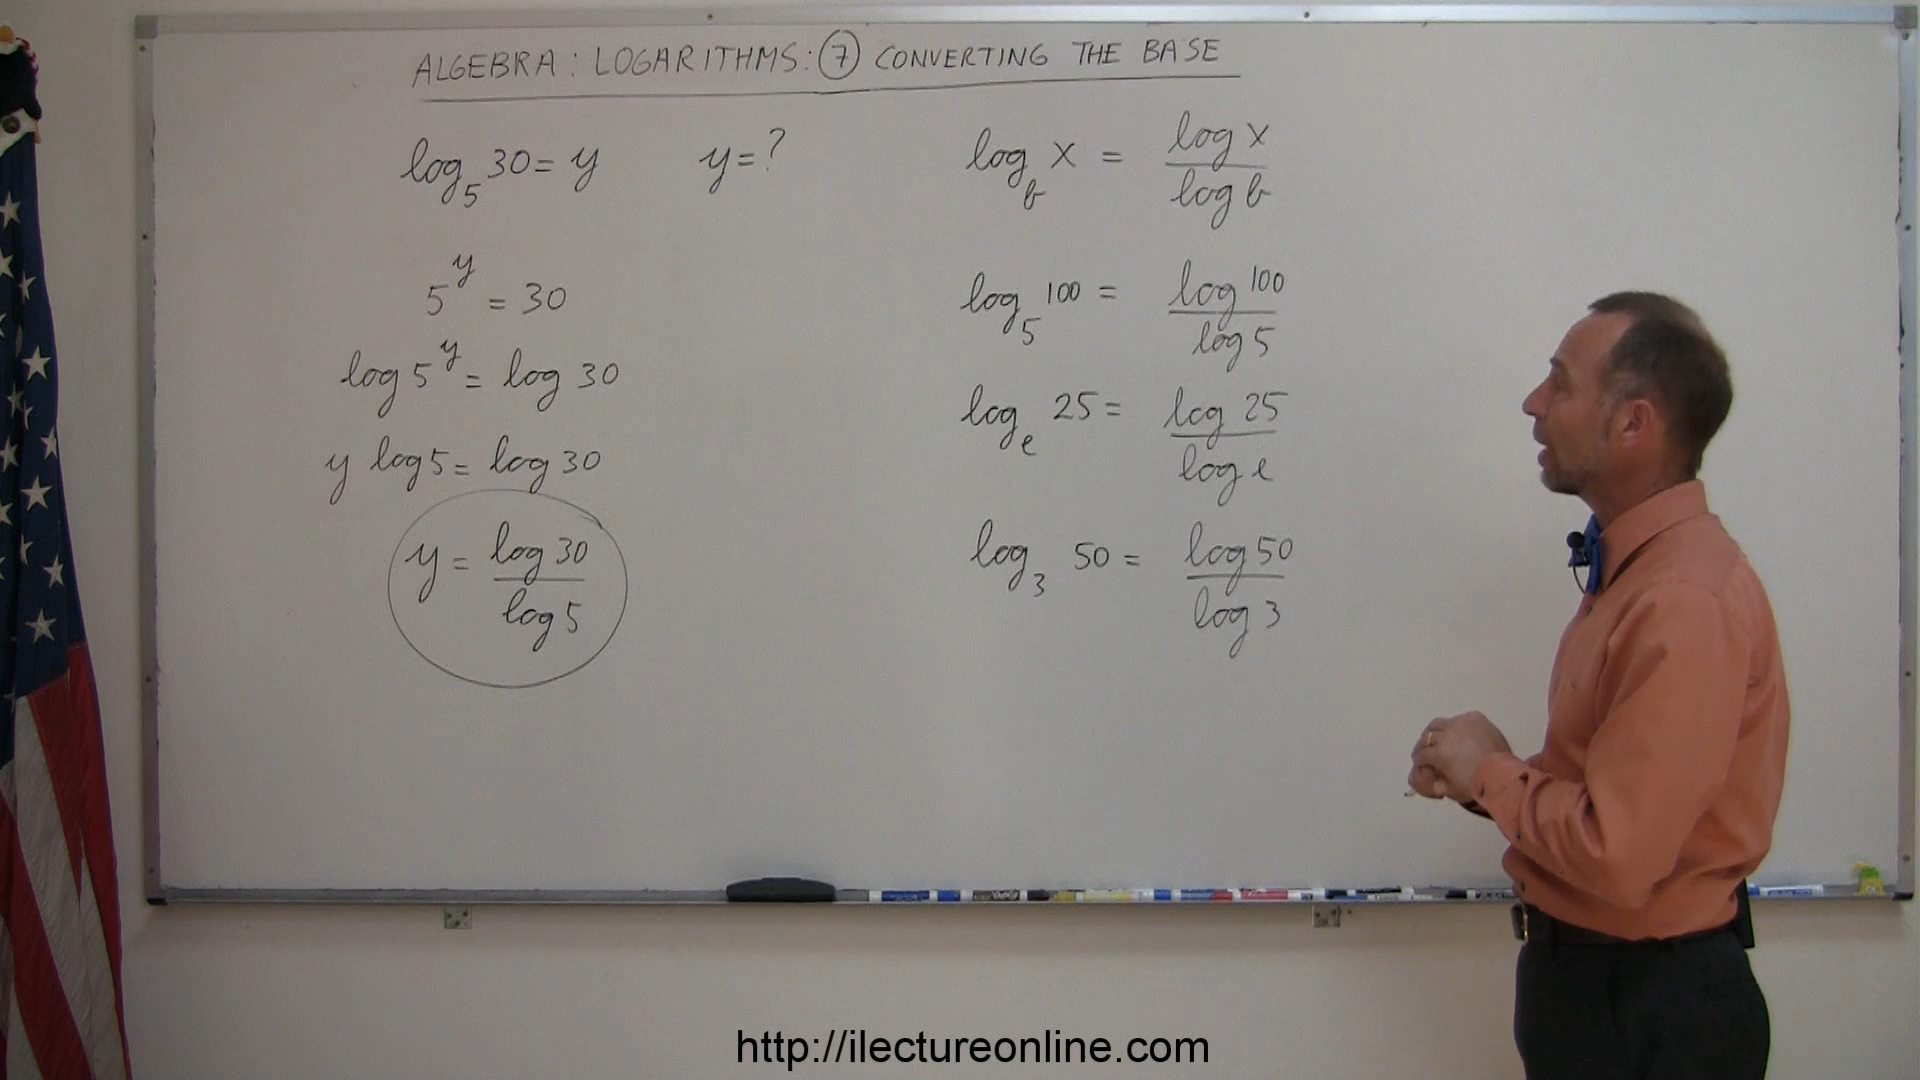 ALGEBRA: LOGARITHMS: ⑦ CONVERTING THE BASE
log₅ 30 = y y = ?
5^y = 30
log 5^y = log 30
y log 5 = log 30
y = log 30 / log 5
log_b x = log x / log b
log₅ 100 = log 100 / log 5
log_e 25 = log 25 / log e
log₃ 50 = log 50 / log 3
http://ilectureonline.com